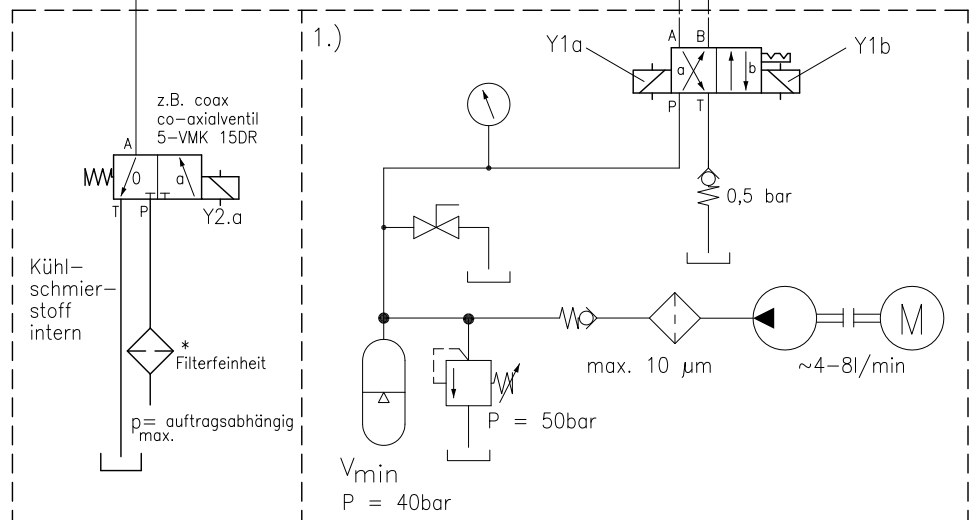 1.)
A B
Y1a
Y1b
a
b
P T
z.B. coax
co-axialventil
5-VMK 15DR
A
0
a
T P
Y2.a
0,5 bar
Kühl-
schmier-
stoff
intern
*
Filterfeinheit
p= auftragsabhängig
max.
M
max. 10 µm
~4-8l/min
P = 50bar
Vmin
P = 40bar